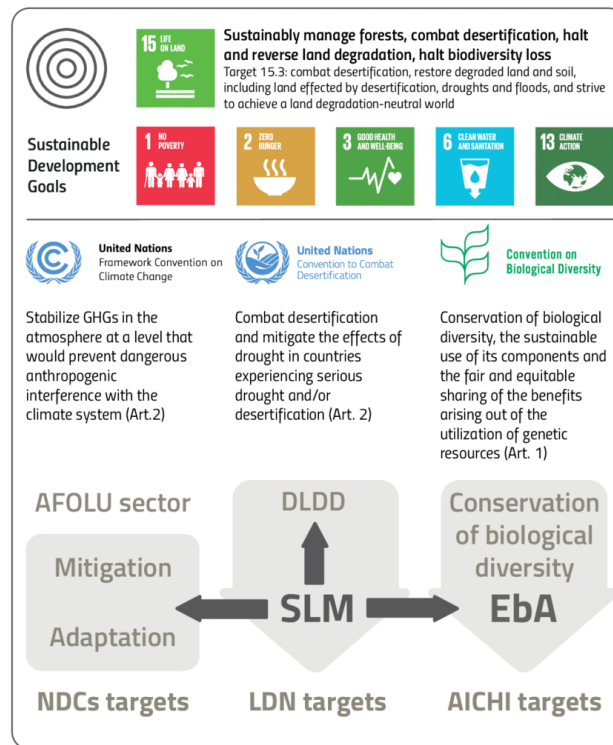 15 LIFE
ON LAND
Sustainably manage forests, combat desertification, halt
and reverse land degradation, halt biodiversity loss
Target 15.3: combat desertification, restore degraded land and soil,
including land effected by desertification, droughts and floods, and strive
to achieve a land degradation-neutral world
Sustainable
Development
Goals
1 NO
POVERTY
2 ZERO
HUNGER
3 GOOD HEALTH
AND WELL-BEING
6 CLEAN WATER
AND SANITATION
13 CLIMATE
ACTION
United Nations
Framework Convention on
Climate Change
United Nations
Convention to Combat
Desertification
Convention on
Biological Diversity
Stabilize GHGs in the
atmosphere at a level that
would prevent dangerous
anthropogenic
interference with the
climate system (Art.2)
Combat desertification
and mitigate the effects of
drought in countries
experiencing serious
drought and/or
desertification (Art. 2)
Conservation of biological
diversity, the sustainable
use of its components and
the fair and equitable
sharing of the benefits
arising out of the
utilization of genetic
resources (Art. 1)
AFOLU sector
Mitigation
Adaptation
NDCs targets
DLDD
SLM
LDN targets
Conservation
of biological
diversity
EbA
AICHI targets